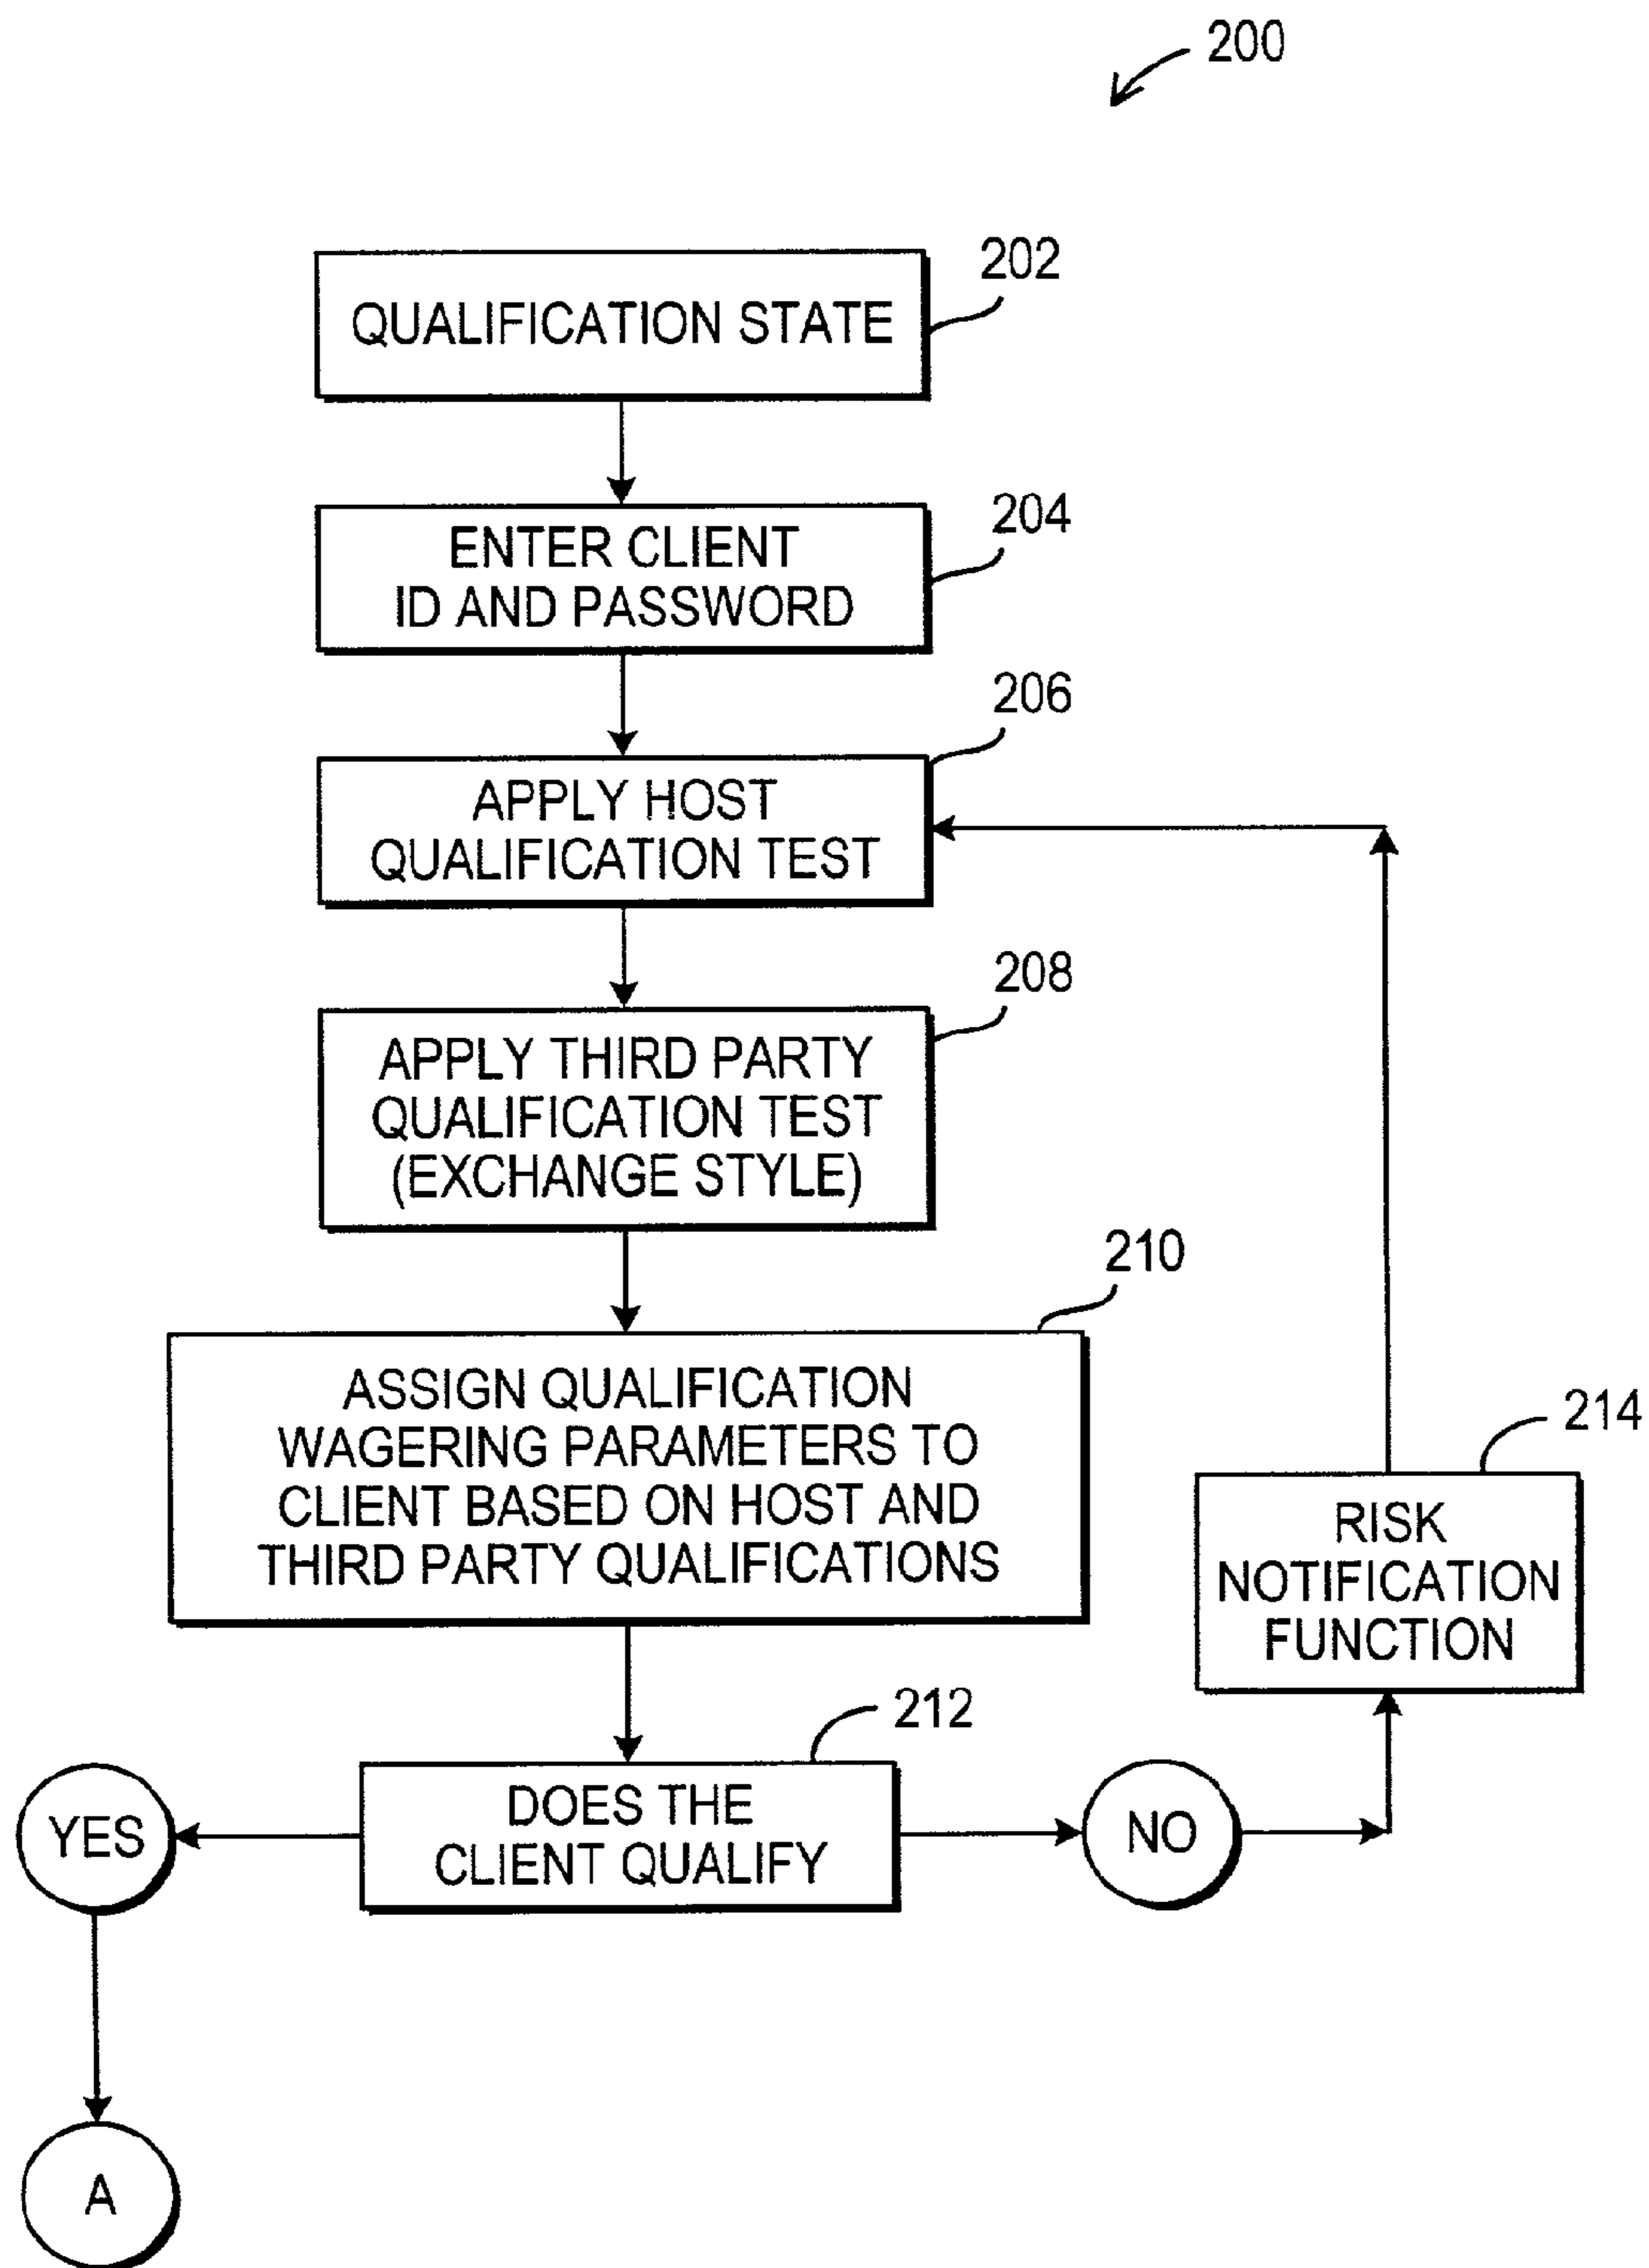 200
202
QUALIFICATION STATE
204
ENTER CLIENT
ID AND PASSWORD
206
APPLY HOST
QUALIFICATION TEST
208
APPLY THIRD PARTY
QUALIFICATION TEST
(EXCHANGE STYLE)
210
ASSIGN QUALIFICATION
WAGERING PARAMETERS TO
CLIENT BASED ON HOST AND
THIRD PARTY QUALIFICATIONS
214
RISK
NOTIFICATION
FUNCTION
212
DOES THE
CLIENT QUALIFY
YES
NO
A